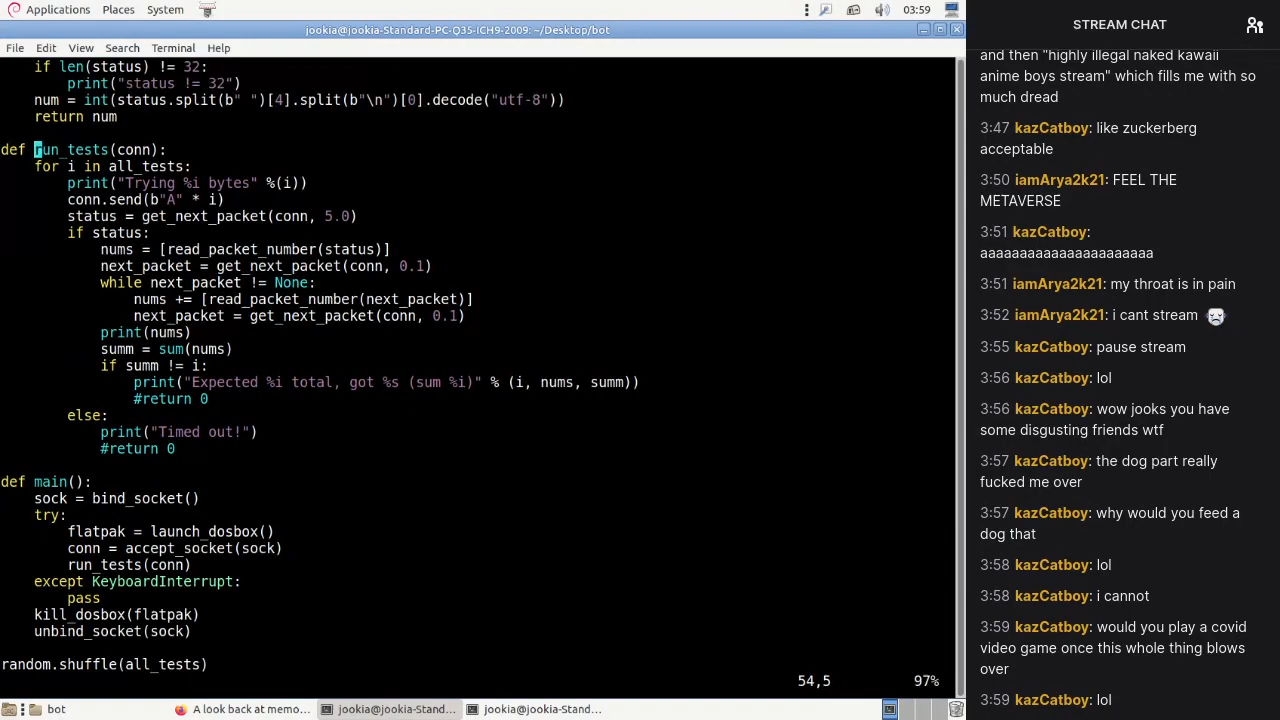 Applications Places System 03:59
jookia@jookia-Standard-PC-Q35-ICH9-2009: ~/Desktop/bot
File Edit View Search Terminal Help
    if len(status) != 32:
        print("status != 32")
    num = int(status.split(b" ")[4].split(b"\n")[0].decode("utf-8"))
    return num
def run_tests(conn):
    for i in all_tests:
        print("Trying %i bytes" %(i))
        conn.send(b"A" * i)
        status = get_next_packet(conn, 5.0)
        if status:
            nums = [read_packet_number(status)]
            next_packet = get_next_packet(conn, 0.1)
            while next_packet != None:
                nums += [read_packet_number(next_packet)]
                next_packet = get_next_packet(conn, 0.1)
            print(nums)
            summ = sum(nums)
            if summ != i:
                print("Expected %i total, got %s (sum %i)" % (i, nums, summ))
                #return 0
        else:
            print("Timed out!")
            #return 0
def main():
    sock = bind_socket()
    try:
        flatpak = launch_dosbox()
        conn = accept_socket(sock)
        run_tests(conn)
    except KeyboardInterrupt:
        pass
    kill_dosbox(flatpak)
    unbind_socket(sock)
random.shuffle(all_tests)
54,5 97%
bot A look back at memo... jookia@jookia-Stand... jookia@jookia-Stand...
STREAM CHAT
and then "highly illegal naked kawaii
anime boys stream" which fills me with so
much dread
3:47 kazCatboy: like zuckerberg
acceptable
3:50 iamArya2k21: FEEL THE
METAVERSE
3:51 kazCatboy:
aaaaaaaaaaaaaaaaaaaaa
3:51 iamArya2k21: my throat is in pain
3:52 iamArya2k21: i cant stream
3:55 kazCatboy: pause stream
3:56 kazCatboy: lol
3:56 kazCatboy: wow jooks you have
some disgusting friends wtf
3:57 kazCatboy: the dog part really
fucked me over
3:57 kazCatboy: why would you feed a
dog that
3:58 kazCatboy: lol
3:58 kazCatboy: i cannot
3:59 kazCatboy: would you play a covid
video game once this whole thing blows
over
3:59 kazCatboy: lol